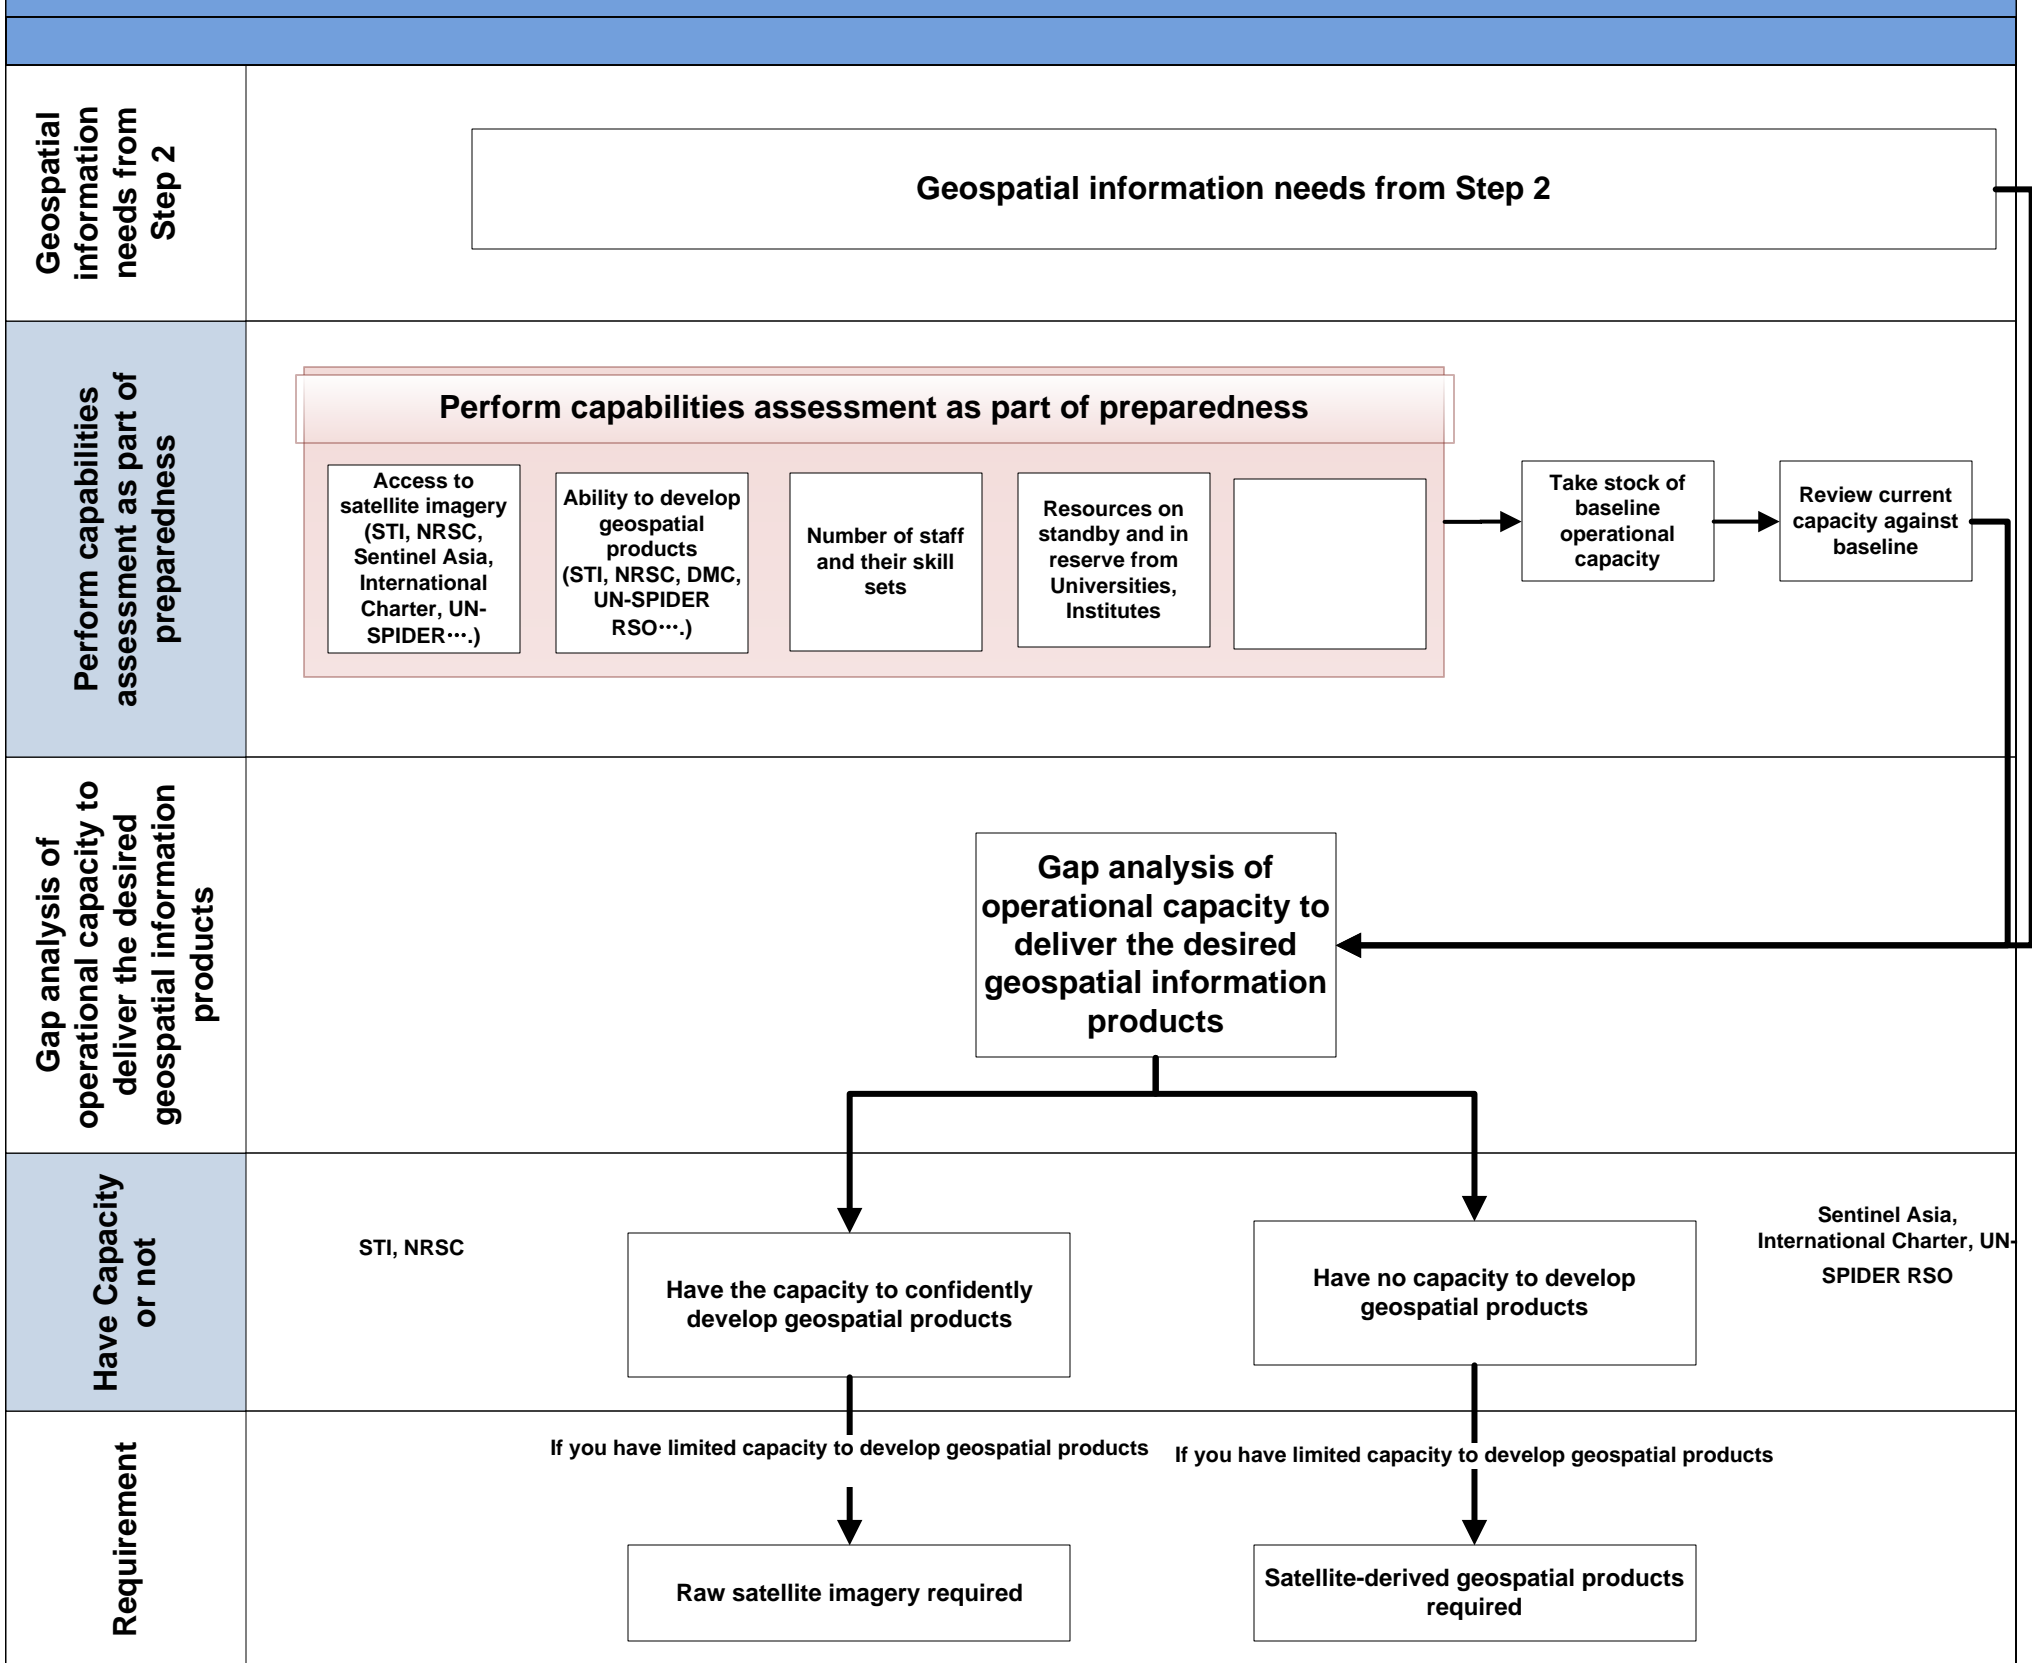 Geospatial
information
needs from
Step 2
Geospatial information needs from Step 2
Perform capabilities
assessment as part of
preparedness
Perform capabilities assessment as part of preparedness
Access to
satellite imagery
(STI, NRSC,
Sentinel Asia,
International
Charter, UN-
SPIDER….)
Ability to develop
geospatial
products
(STI, NRSC, DMC,
UN-SPIDER
RSO….)
Number of staff
and their skill
sets
Resources on
standby and in
reserve from
Universities,
Institutes
Take stock of
baseline
operational
capacity
Review current
capacity against
baseline
Gap analysis of
operational capacity to
deliver the desired
geospatial information
products
Gap analysis of
operational capacity to
deliver the desired
geospatial information
products
Have Capacity
or not
STI, NRSC
Have the capacity to confidently
develop geospatial products
Have no capacity to develop
geospatial products
Sentinel Asia,
International Charter, UN-
SPIDER RSO
Requirement
If you have limited capacity to develop geospatial products
If you have limited capacity to develop geospatial products
Raw satellite imagery required
Satellite-derived geospatial products
required